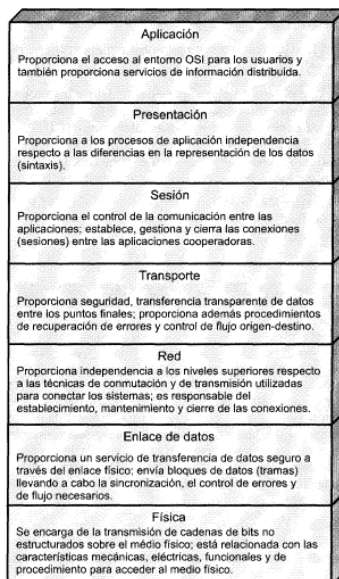 Aplicación
Proporciona el acceso al entorno OSI para los usuarios y
también proporciona servicios de información distribuida.
Presentación
Proporciona a los procesos de aplicación independencia
respecto a las diferencias en la representación de los datos
(sintaxis).
Sesión
Proporciona el control de la comunicación entre las
aplicaciones; establece, gestiona y cierra las conexiones
(sesiones) entre las aplicaciones cooperadoras.
Transporte
Proporciona seguridad, transferencia transparente de datos
entre los puntos finales; proporciona además procedimientos
de recuperación de errores y control de flujo origen-destino.
Red
Proporciona independencia a los niveles superiores respecto
a las técnicas de conmutación y de transmisión utilizadas
para conectar los sistemas; es responsable del
establecimiento, mantenimiento y cierre de las conexiones.
Enlace de datos
Proporciona un servicio de transferencia de datos seguro a
través del enlace físico; envía bloques de datos (tramas)
llevando a cabo la sincronización, el control de errores y
de flujo necesarios.
Física
Se encarga de la transmisión de cadenas de bits no
estructurados sobre el médio físico; está relacionada con las
características mecánicas, eléctricas, funcionales y de
procedimiento para acceder al medio físico.